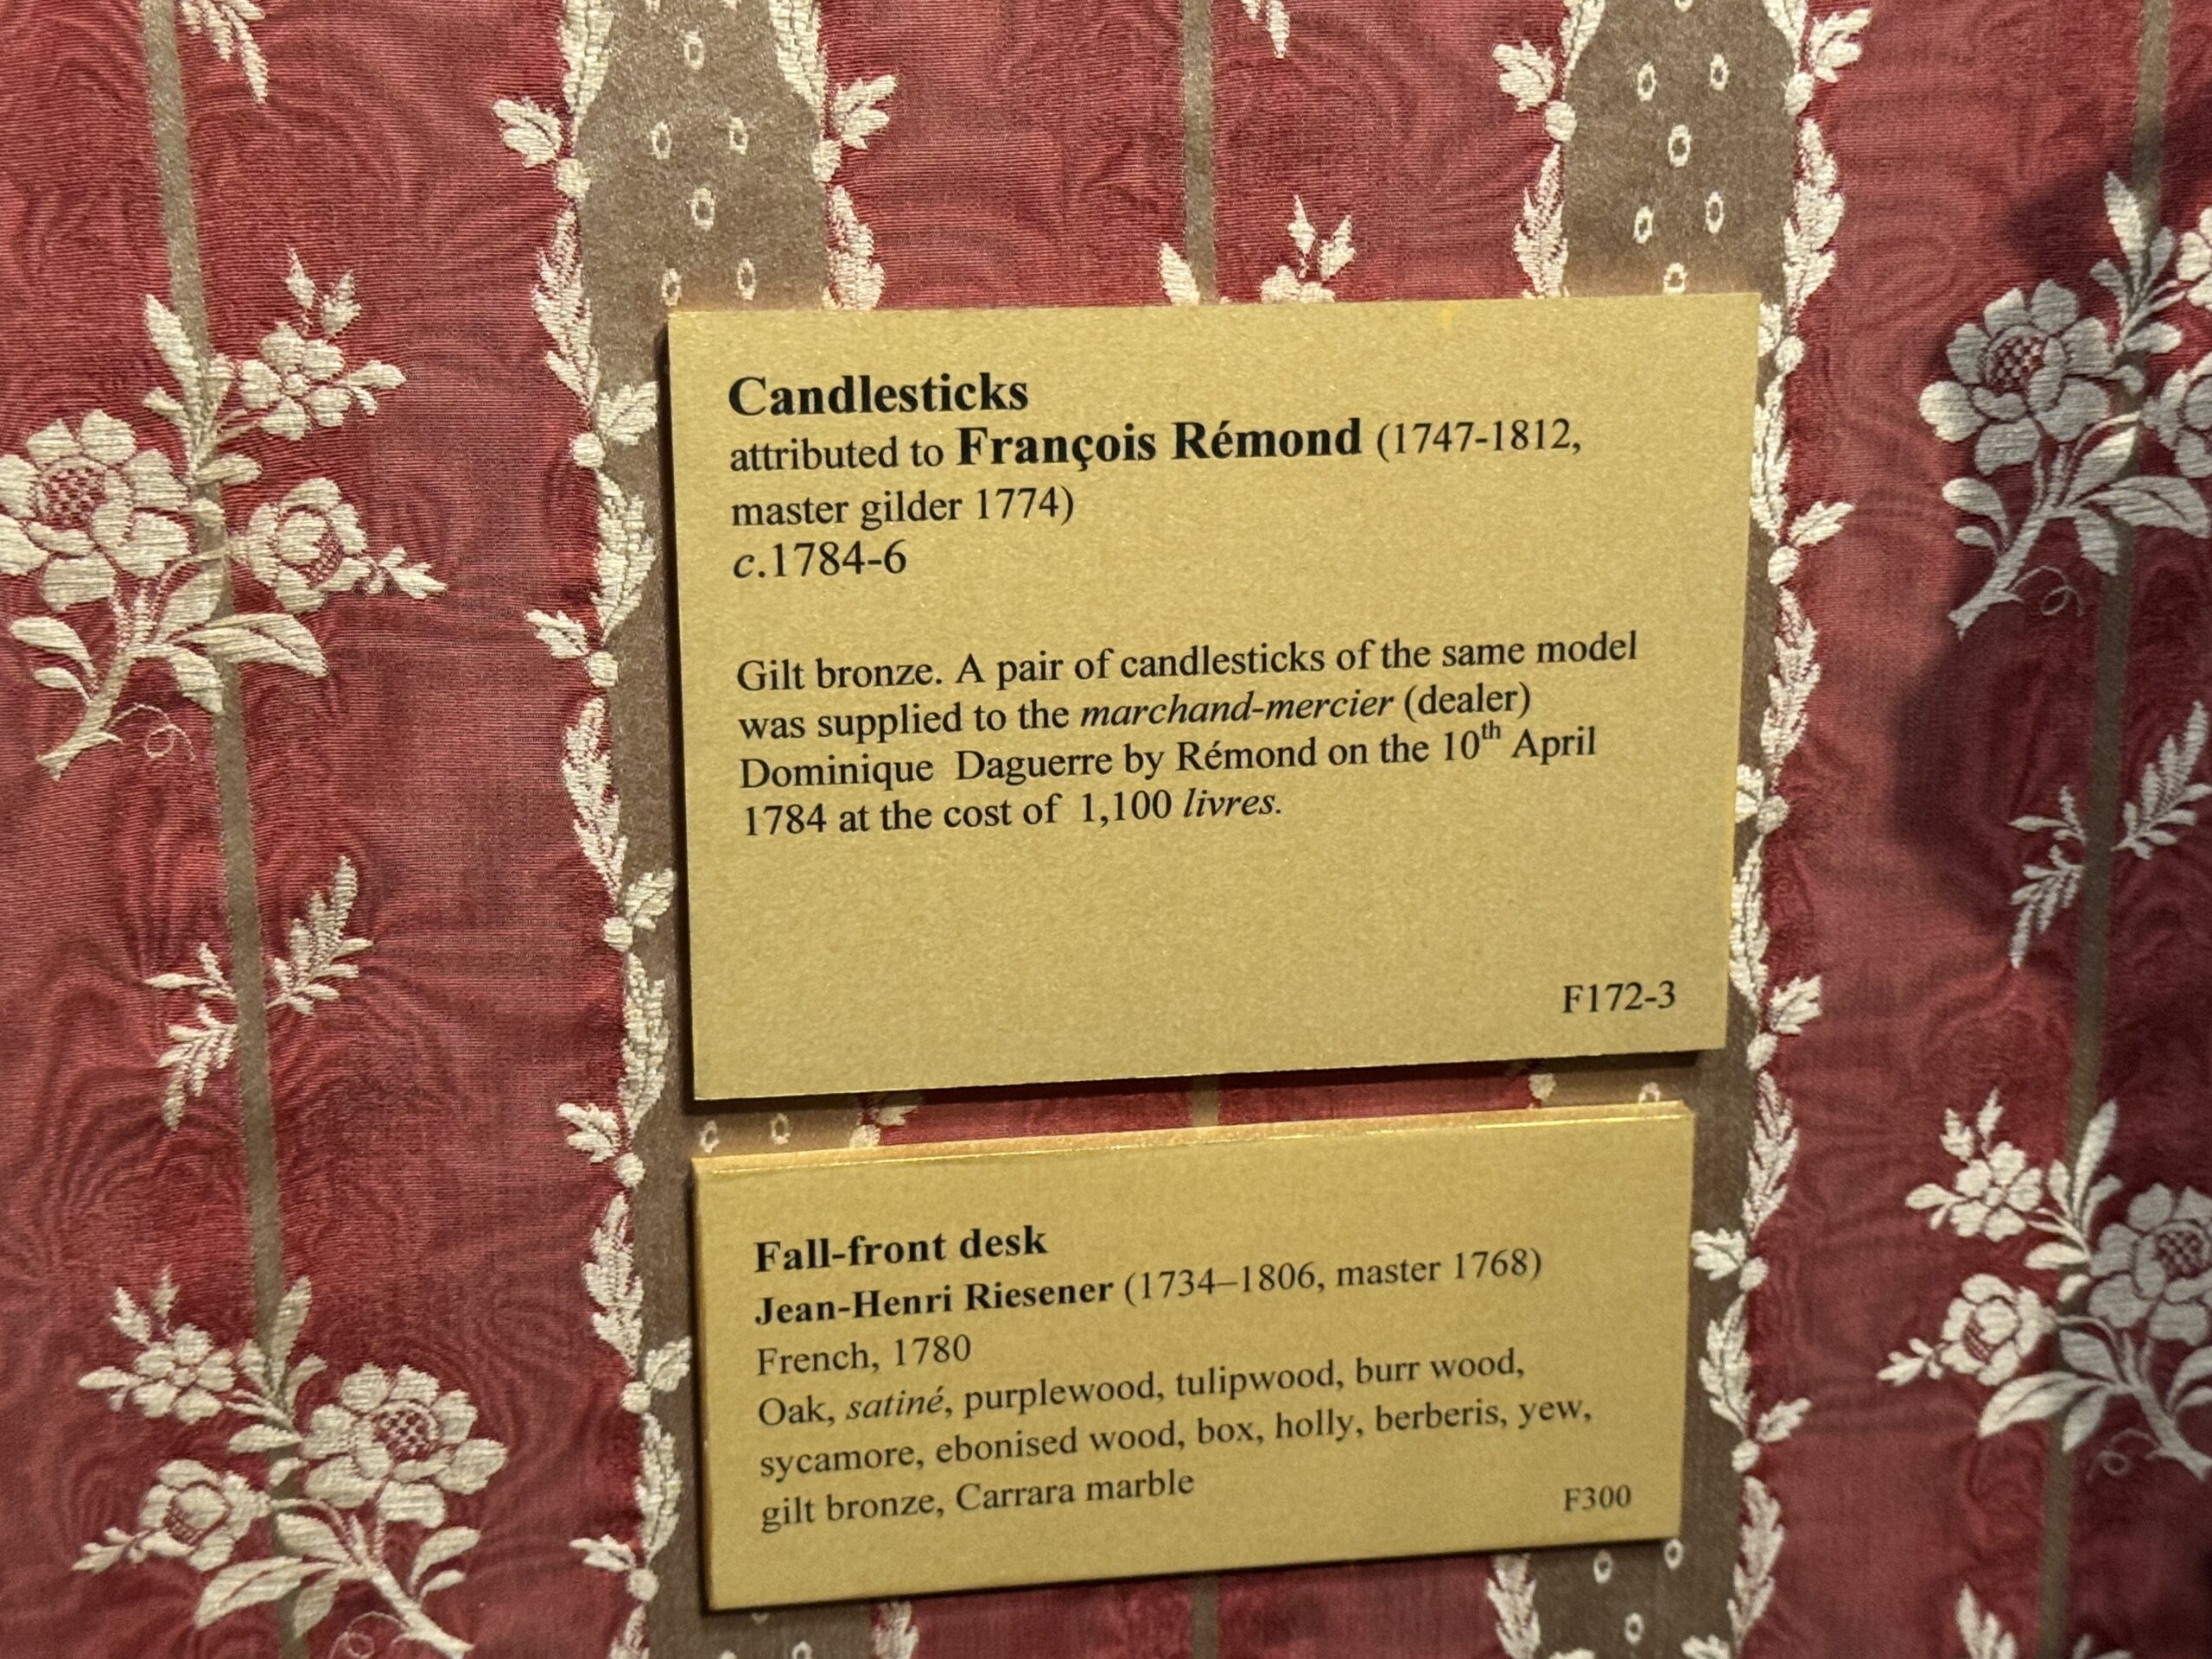 Candlesticks
attributed to François Rémond (1747-1812,
master gilder 1774)
c.1784-6
Gilt bronze. A pair of candlesticks of the same model
was supplied to the marchand-mercier (dealer)
Dominique Daguerre by Rémond on the 10th April
1784 at the cost of 1,100 livres.
F172-3
Fall-front desk
Jean-Henri Riesener (1734–1806, master 1768)
French, 1780
Oak, satiné, purplewood, tulipwood, burr wood,
sycamore, ebonised wood, box, holly, berberis, yew,
gilt bronze, Carrara marble
F300